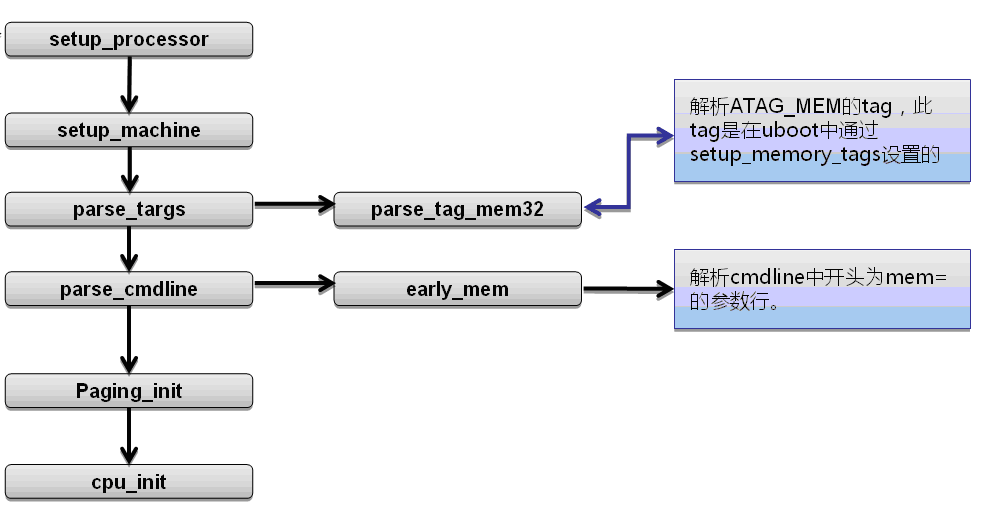 setup_processor
setup_machine
解析ATAG_MEM的tag，此
tag是在uboot中通过
setup_memory_tags设置的
parse_targs
parse_tag_mem32
parse_cmdline
early_mem
解析cmdline中开头为mem=
的参数行。
Paging_init
cpu_init